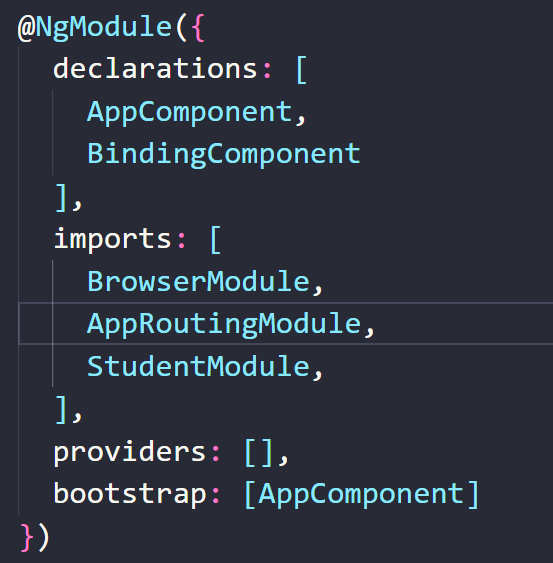 @NgModule({
  declarations: [
    AppComponent,
    BindingComponent
  ],
  imports: [
    BrowserModule,
    AppRoutingModule,
    StudentModule,
  ],
  providers: [],
  bootstrap: [AppComponent]
})